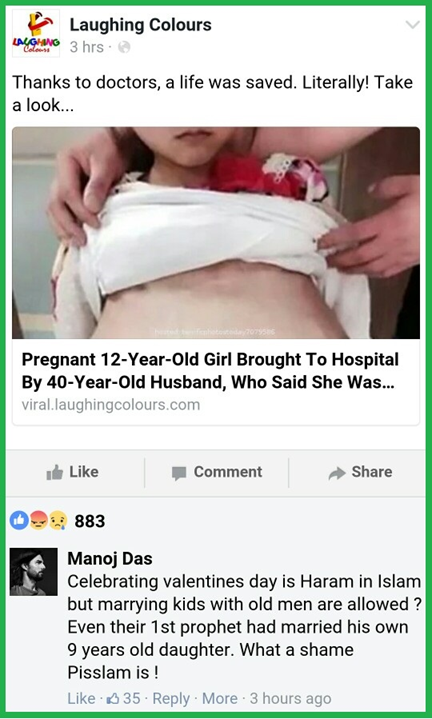 LAUGHING
Colours
Laughing Colours
3 hrs ·
Thanks to doctors, a life was saved. Literally! Take
a look...
Pregnant 12-Year-Old Girl Brought To Hospital
By 40-Year-Old Husband, Who Said She Was...
viral.laughingcolours.com
Like Comment Share
883
Manoj Das
Celebrating valentines day is Haram in Islam
but marrying kids with old men are allowed ?
Even their 1st prophet had married his own
9 years old daughter. What a shame
Pisslam is !
Like · 35 · Reply · More · 3 hours ago